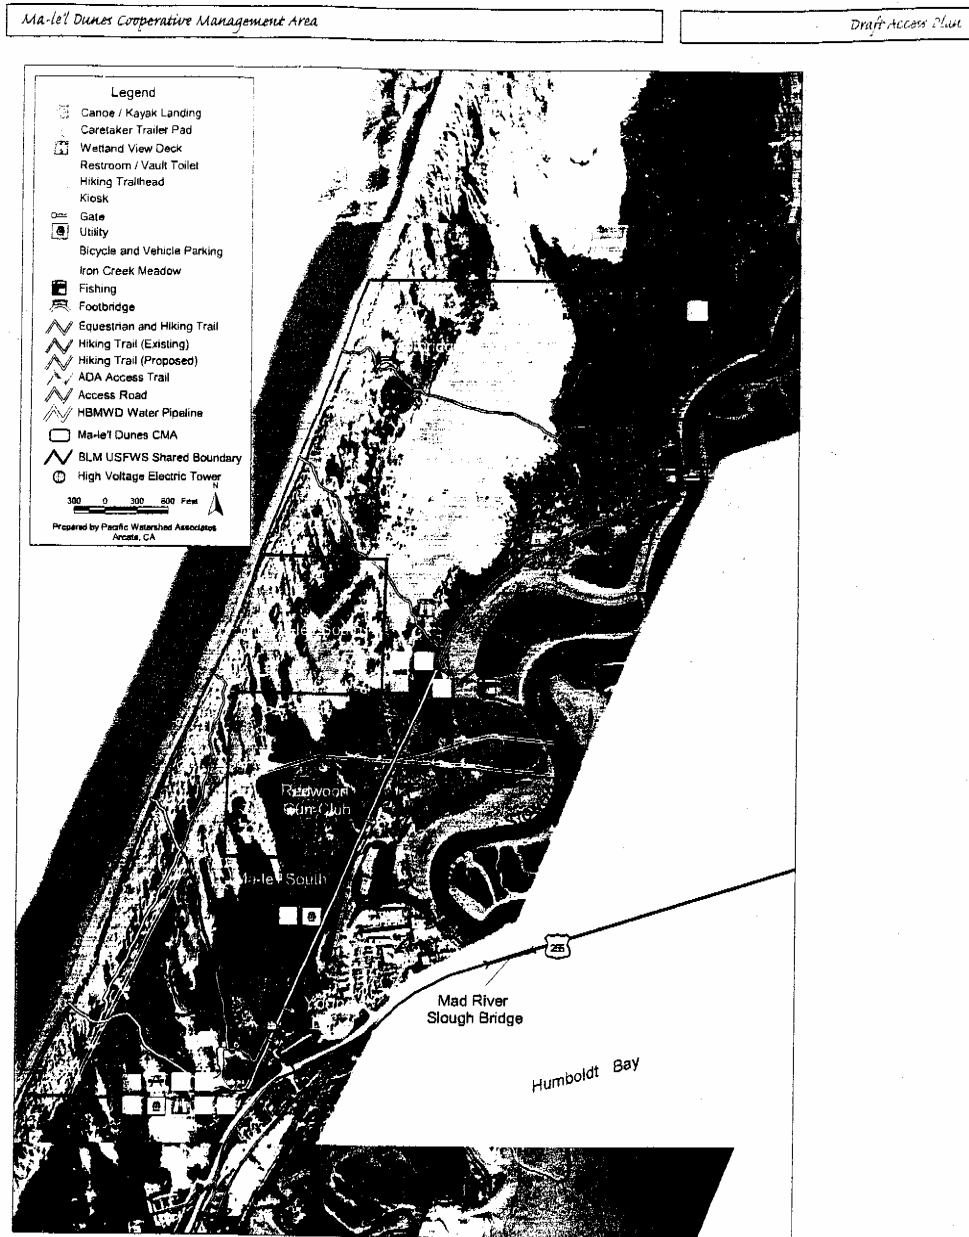 Ma-le'l Dunes Cooperative Management Area
Draft Access Plan
Legend
Canoe / Kayak Landing
Caretaker Trailer Pad
Wetland View Deck
Restroom / Vault Toilet
Hiking Trailhead
Kiosk
Gate
Utility
Bicycle and Vehicle Parking
Iron Creek Meadow
Fishing
Footbridge
Equestrian and Hiking Trail
Hiking Trail (Existing)
Hiking Trail (Proposed)
ADA Access Trail
Access Road
HBMWD Water Pipeline
Ma-le'l Dunes CMA
BLM USFWS Shared Boundary
High Voltage Electric Tower
N
300 0 300 600 Feet
Prepared by Pacific Watershed Associates
Arcata, CA
Redwood
Gun Club
Ma-le'l South
255
Mad River
Slough Bridge
Humboldt Bay